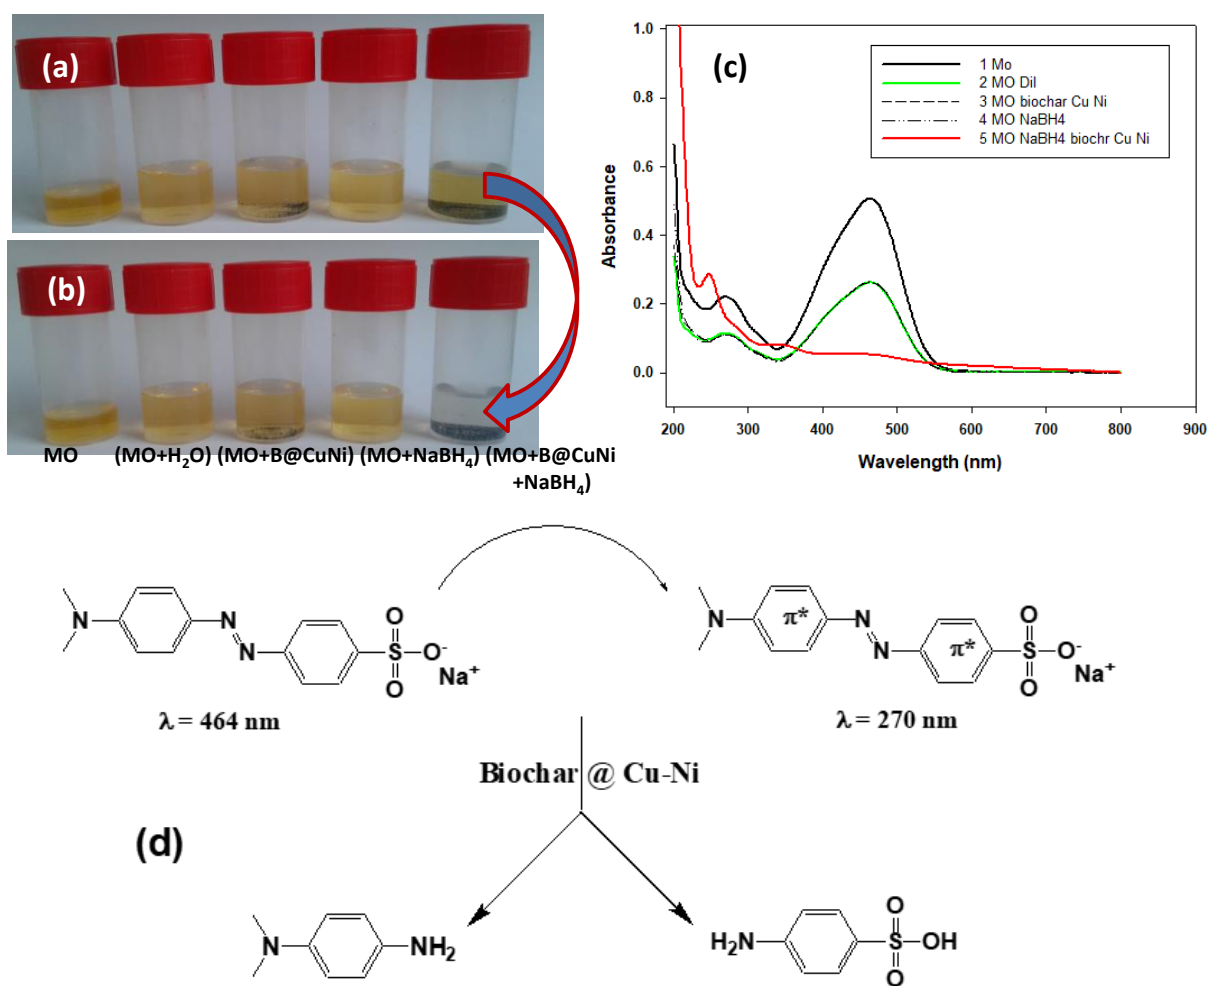 (a)
(b)
MO (MO+H₂O) (MO+B@CuNi) (MO+NaBH₄) (MO+B@CuNi
+NaBH₄)
(c)
1 Mo
2 MO Dil
3 MO biochar Cu Ni
4 MO NaBH4
5 MO NaBH4 biochr Cu Ni
Absorbance
1.0
0.8
0.6
0.4
0.2
0.0
200 300 400 500 600 700 800 900
Wavelength (nm)
N
N
N
O
S
O⁻
O
Na⁺
λ = 464 nm
N
π*
N
N
π*
O
S
O⁻
O
Na⁺
λ = 270 nm
Biochar @ Cu-Ni
(d)
N
NH₂
H₂N
O
S
OH
O